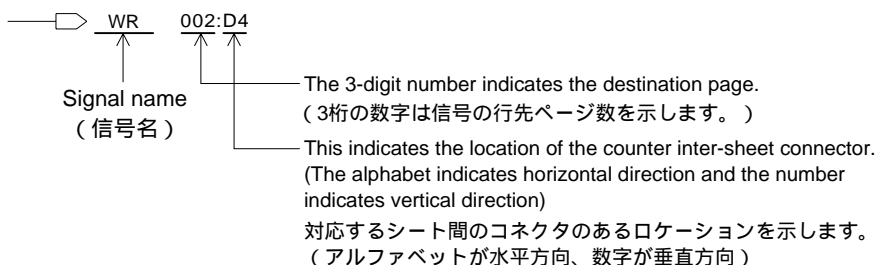 WR 002:D4
Signal name
（信号名）
The 3-digit number indicates the destination page.
（3桁の数字は信号の行先ページ数を示します。）
This indicates the location of the counter inter-sheet connector.
(The alphabet indicates horizontal direction and the number
indicates vertical direction)
対応するシート間のコネクタのあるロケーションを示します。
（アルファベットが水平方向、数字が垂直方向）